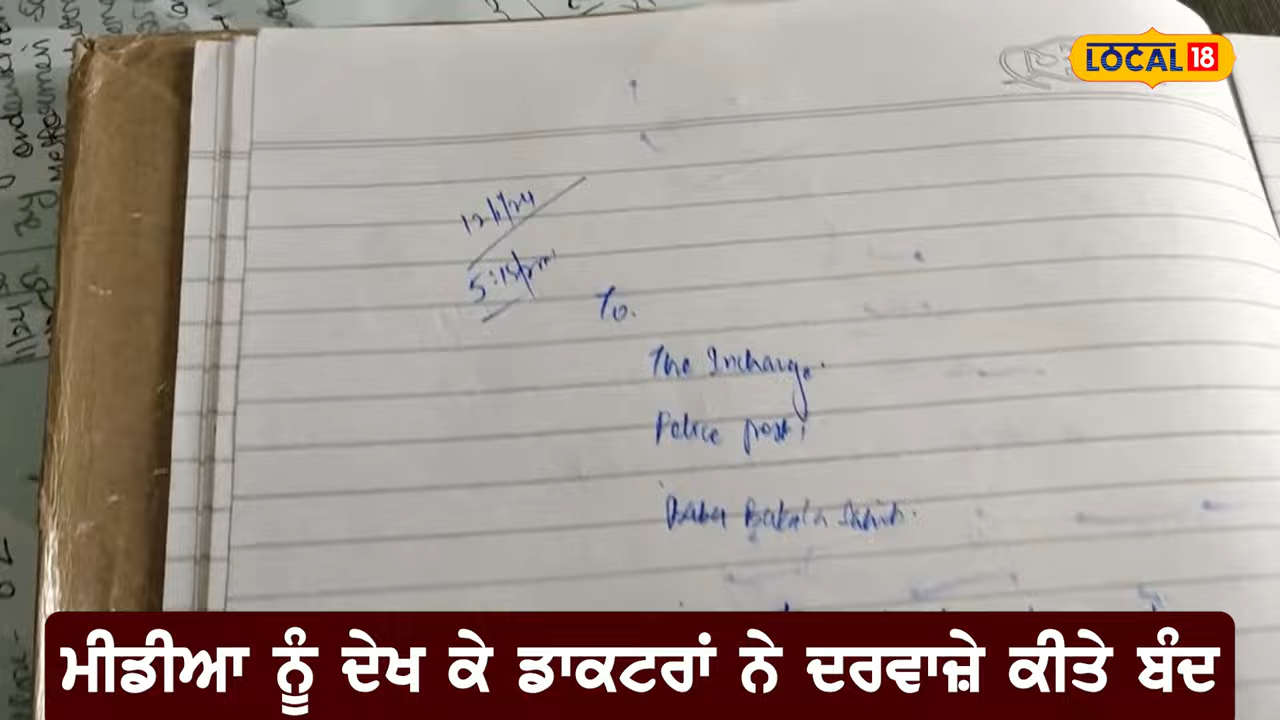 LOCAL 18
12/1/24
5:15pm
To.
The Incharge.
Police post,
Baba Bakala Sahib.
ਮੀਡੀਆ ਨੂੰ ਦੇਖ ਕੇ ਡਾਕਟਰਾਂ ਨੇ ਦਰਵਾਜ਼ੇ ਕੀਤੇ ਬੰਦ